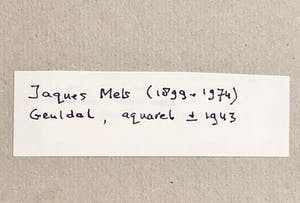 Jaques Mels (1899-1974)
Geuldal, aquarel ± 1943